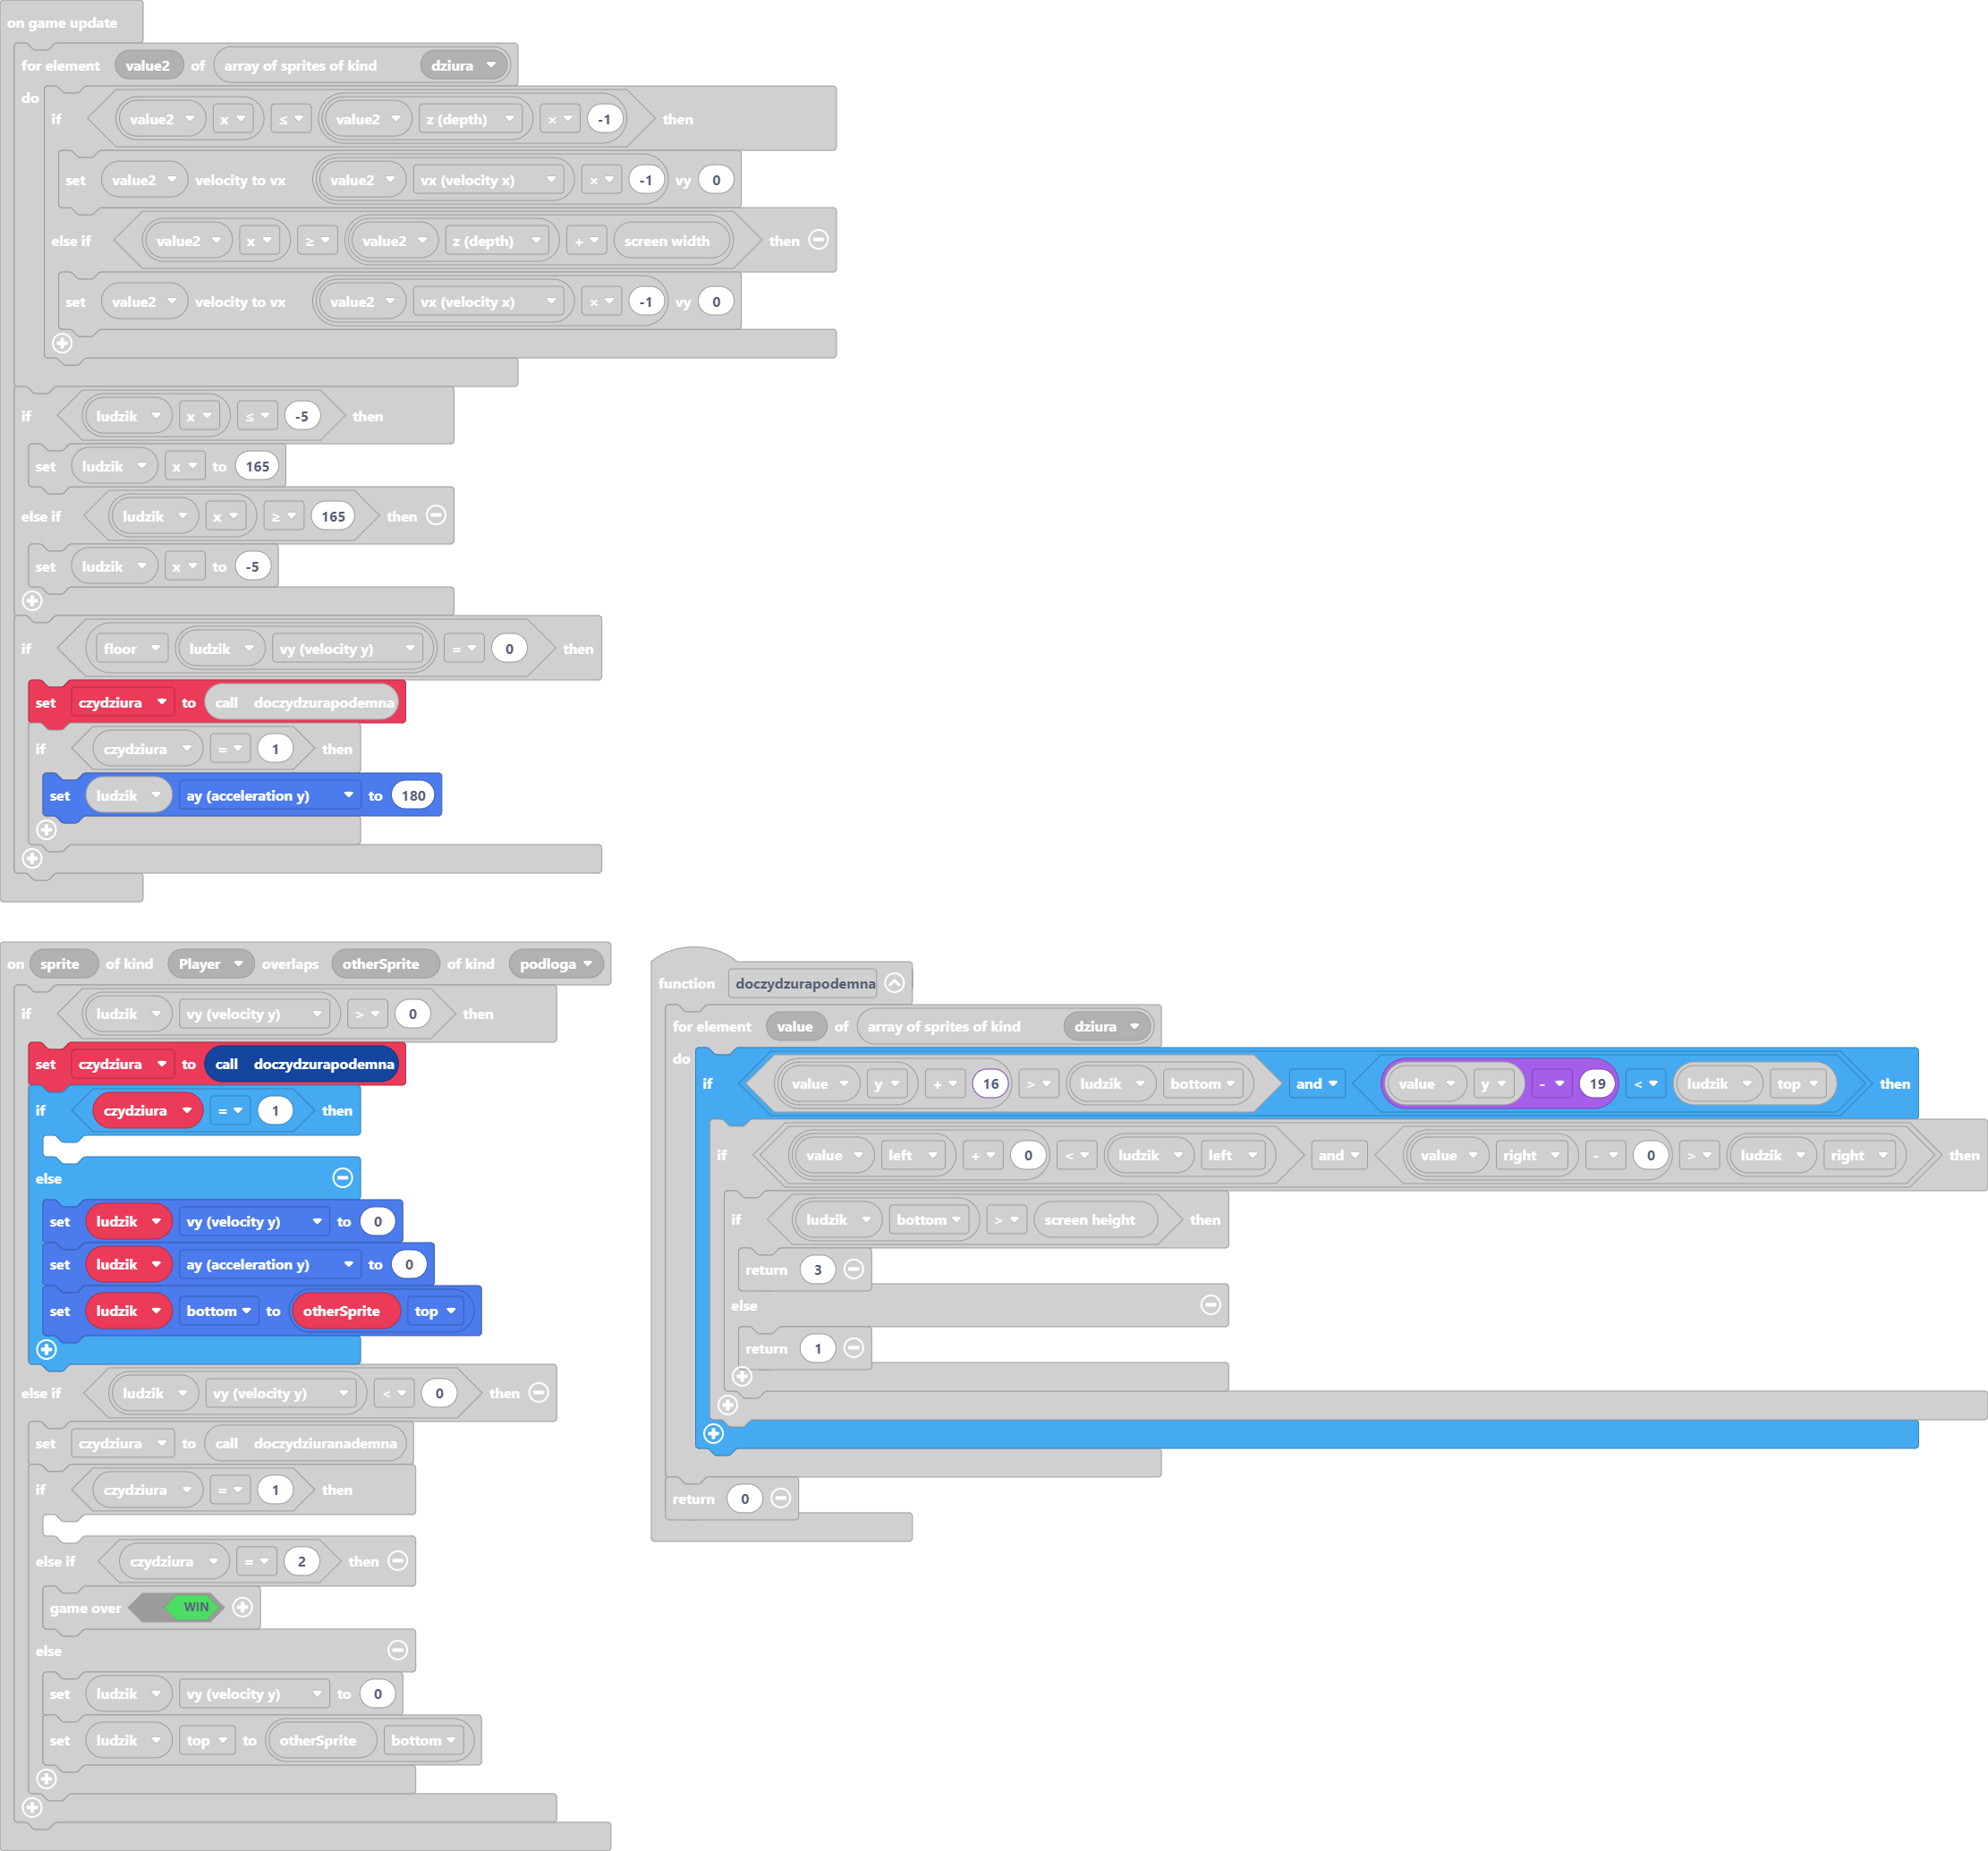 on game update
for element value2 of array of sprites of kind dziura
do
if value2 x ≤ value2 z (depth) × -1 then
set value2 velocity to vx value2 vx (velocity x) × -1 vy 0
else if value2 x ≥ value2 z (depth) + screen width then
set value2 velocity to vx value2 vx (velocity x) × -1 vy 0
if ludzik x ≤ -5 then
set ludzik x to 165
else if ludzik x ≥ 165 then
set ludzik x to -5
if floor ludzik vy (velocity y) = 0 then
set czydziura to call doczydzurapodemna
if czydziura = 1 then
set ludzik ay (acceleration y) to 180
on sprite of kind Player overlaps otherSprite of kind podloga
if ludzik vy (velocity y) > 0 then
set czydziura to call doczydzurapodemna
if czydziura = 1 then
else
set ludzik vy (velocity y) to 0
set ludzik ay (acceleration y) to 0
set ludzik bottom to otherSprite top
else if ludzik vy (velocity y) < 0 then
set czydziura to call doczydziuranademna
if czydziura = 1 then
else if czydziura = 2 then
game over WIN
else
set ludzik vy (velocity y) to 0
set ludzik top to otherSprite bottom
function doczydzurapodemna
for element value of array of sprites of kind dziura
do
if value y + 16 > ludzik bottom and value y - 19 < ludzik top then
if value left + 0 < ludzik left and value right - 0 > ludzik right then
if ludzik bottom > screen height then
return 3
else
return 1
return 0